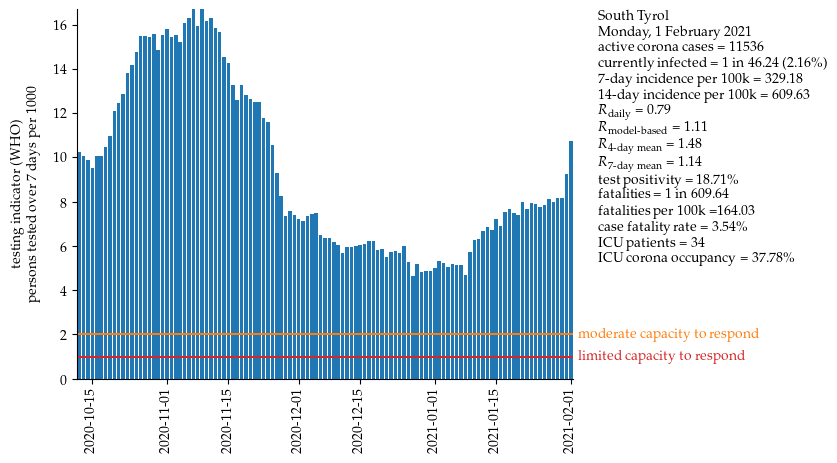 South Tyrol
Monday, 1 February 2021
active corona cases = 11536
currently infected = 1 in 46.24 (2.16%)
7-day incidence per 100k = 329.18
14-day incidence per 100k = 609.63
R daily = 0.79
R model-based = 1.11
R 4-day mean = 1.48
R 7-day mean = 1.14
test positivity = 18.71%
fatalities = 1 in 609.64
fatalities per 100k =164.03
case fatality rate = 3.54%
ICU patients = 34
ICU corona occupancy = 37.78%
testing indicator (WHO)
persons tested over 7 days per 1000
16
14
12
10
8
6
4
2
0
moderate capacity to respond
limited capacity to respond
2020-10-15
2020-11-01
2020-11-15
2020-12-01
2020-12-15
2021-01-01
2021-01-15
2021-02-01